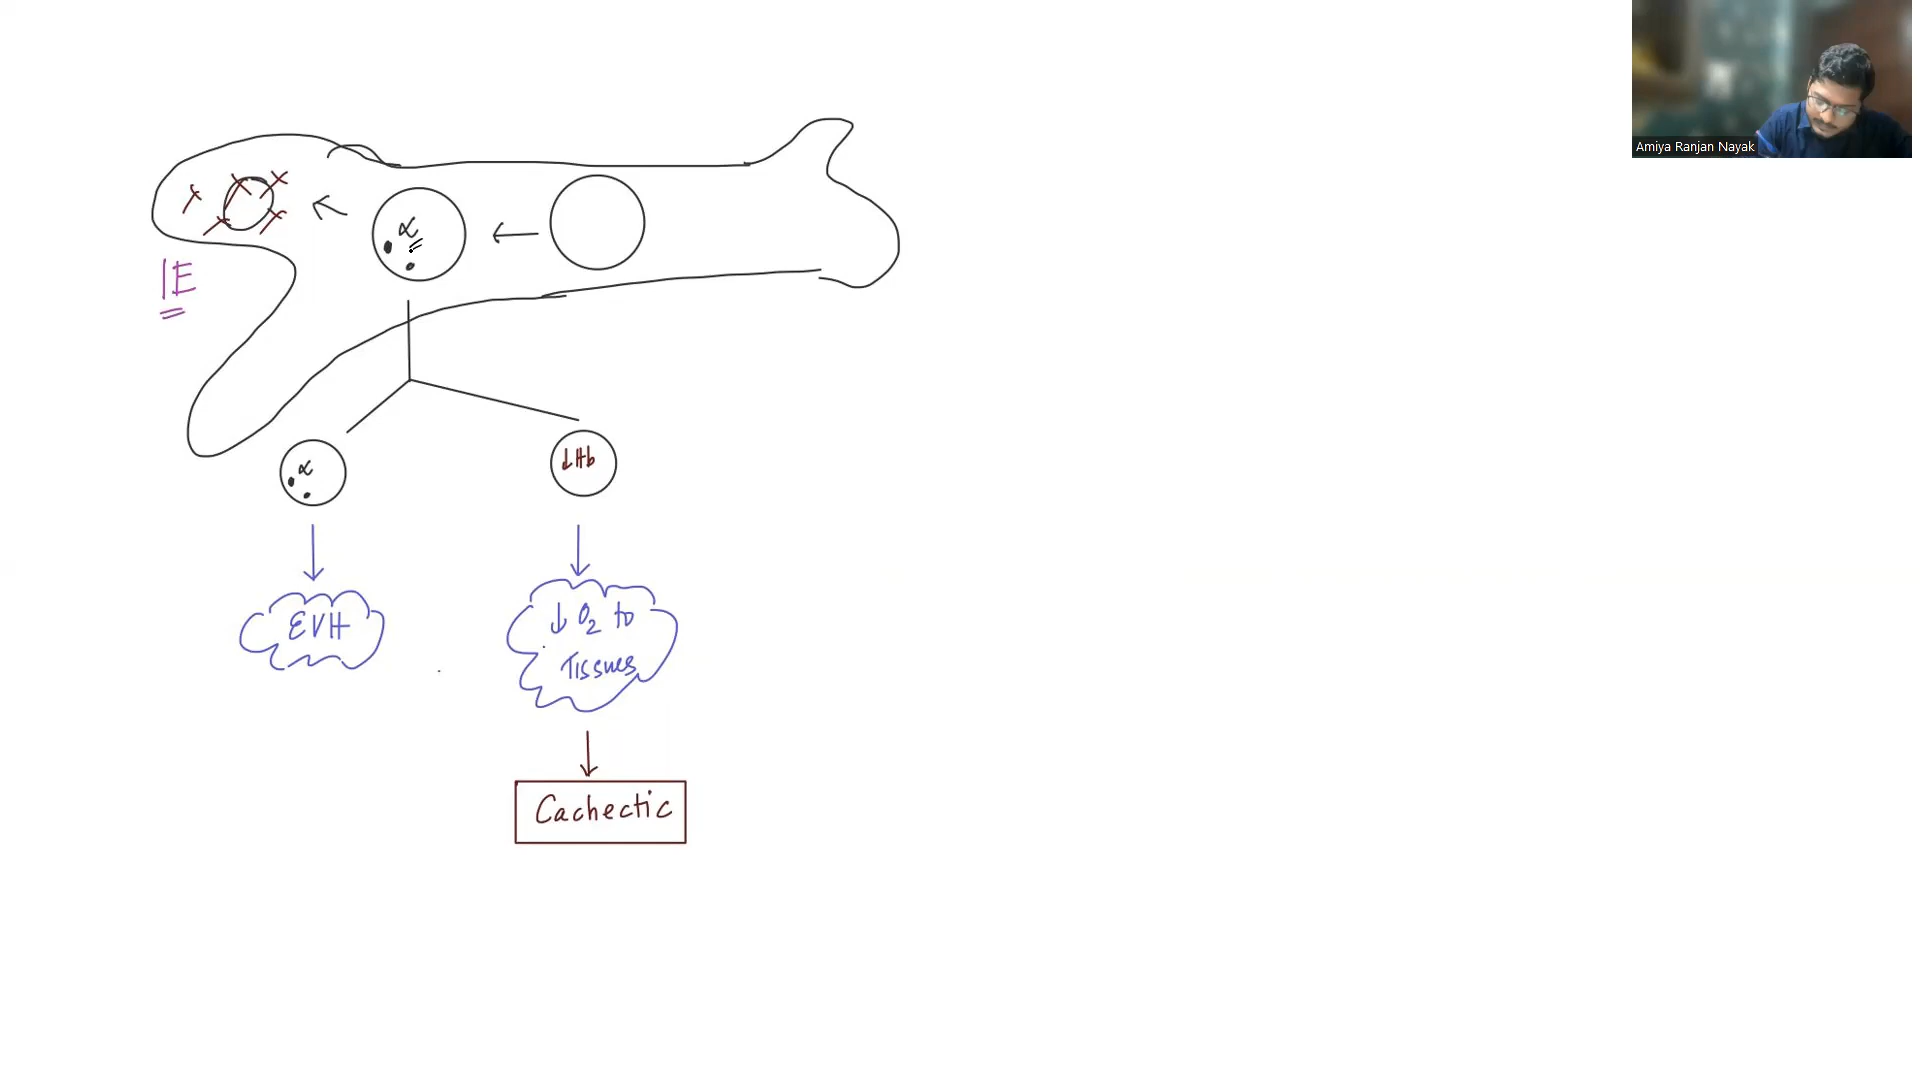 Amiya Ranjan Nayak
IE
α
α
↓Hb
EVH
↓ O₂ to
Tissues
Cachectic